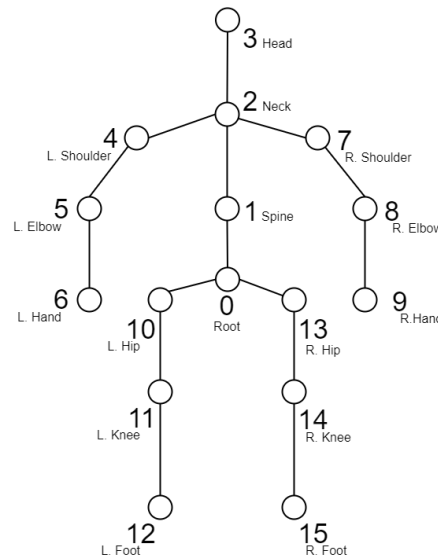 3 Head
2 Neck
4
L. Shoulder
7
R. Shoulder
5
L. Elbow
1 Spine
8
R. Elbow
6
L. Hand
0
Root
9
R.Hand
10
L. Hip
13
R. Hip
11
L. Knee
14
R. Knee
12
L. Foot
15
R. Foot